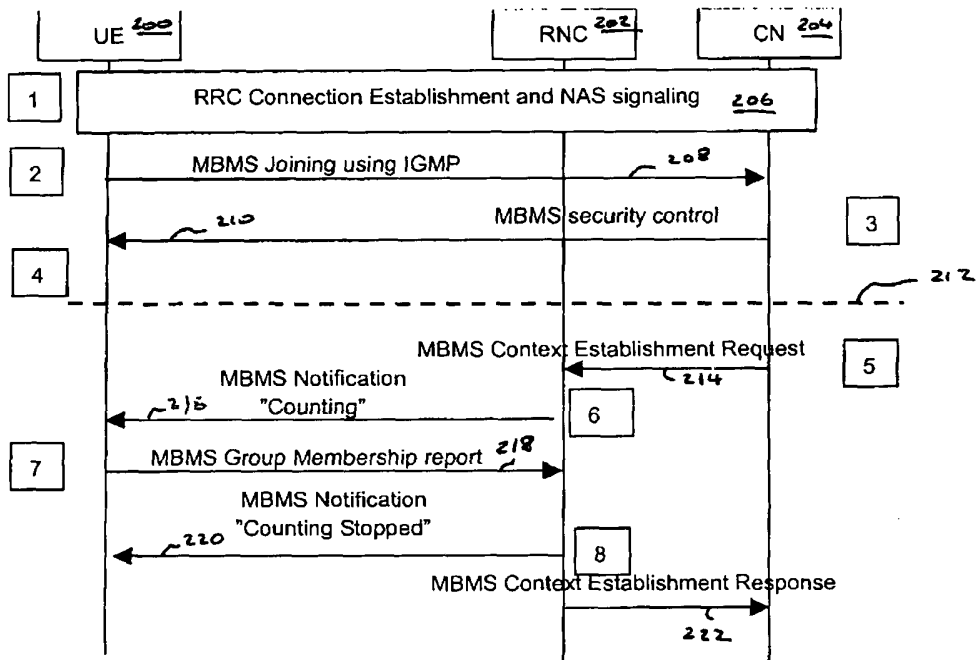 UE 200
RNC 202
CN 204
1
RRC Connection Establishment and NAS signaling 206
2
MBMS Joining using IGMP
208
210
MBMS security control
3
4
212
MBMS Context Establishment Request
5
214
MBMS Notification
"Counting"
216
6
7
MBMS Group Membership report 218
MBMS Notification
"Counting Stopped"
220
8
MBMS Context Establishment Response
222